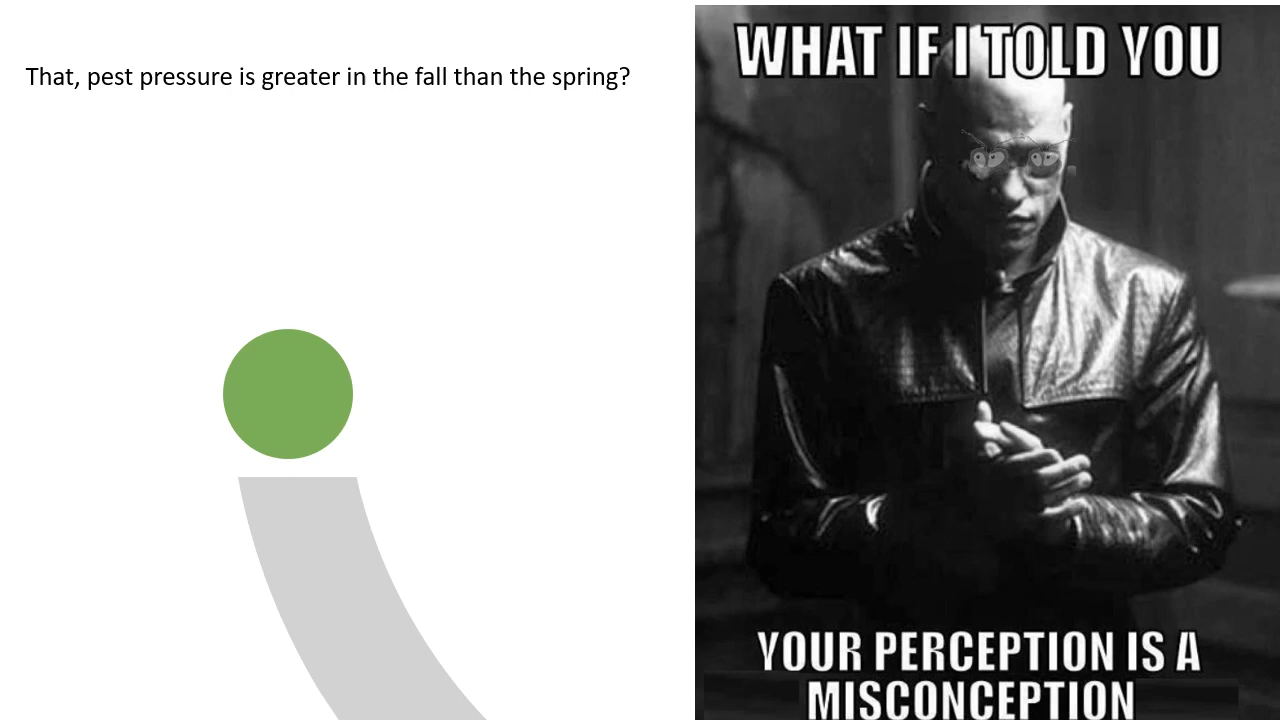 That, pest pressure is greater in the fall than the spring?
WHAT IF I TOLD YOU
YOUR PERCEPTION IS A
MISCONCEPTION